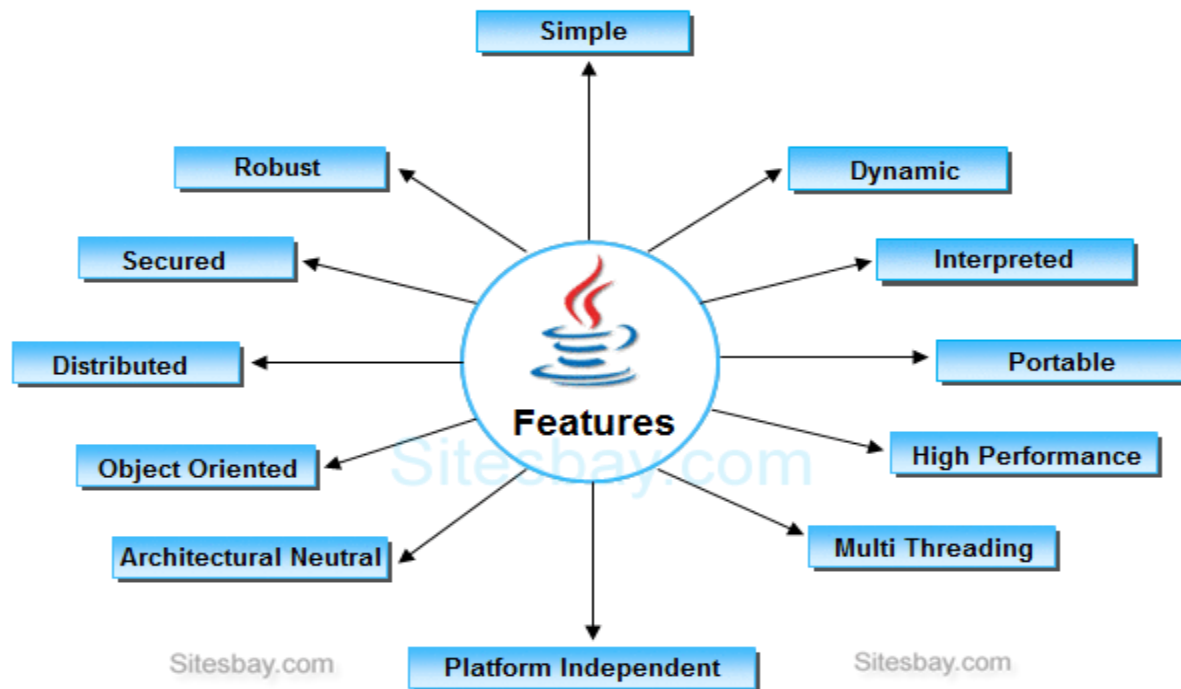 Simple
Robust
Dynamic
Secured
Interpreted
Distributed
Portable
Features
Sitesbay.com
Object Oriented
High Performance
Architectural Neutral
Multi Threading
Platform Independent
Sitesbay.com
Sitesbay.com